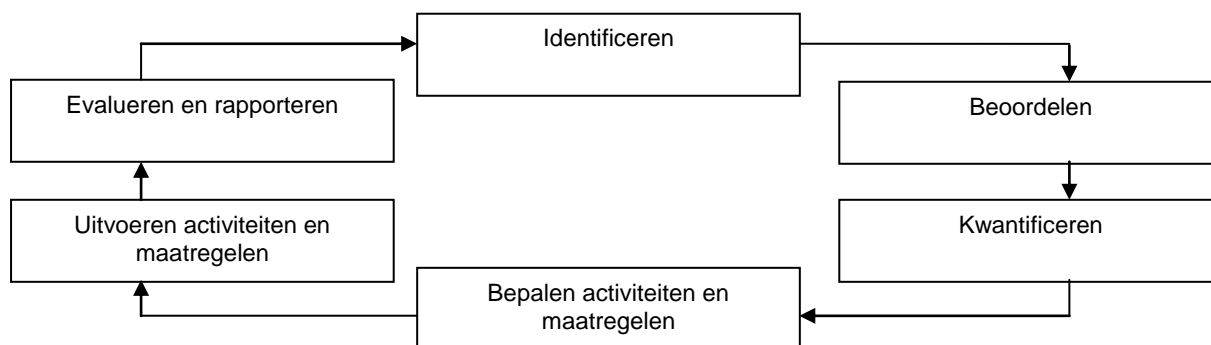 Identificeren
Evalueren en rapporteren
Beoordelen
Uitvoeren activiteiten en
maatregelen
Kwantificeren
Bepalen activiteiten en
maatregelen